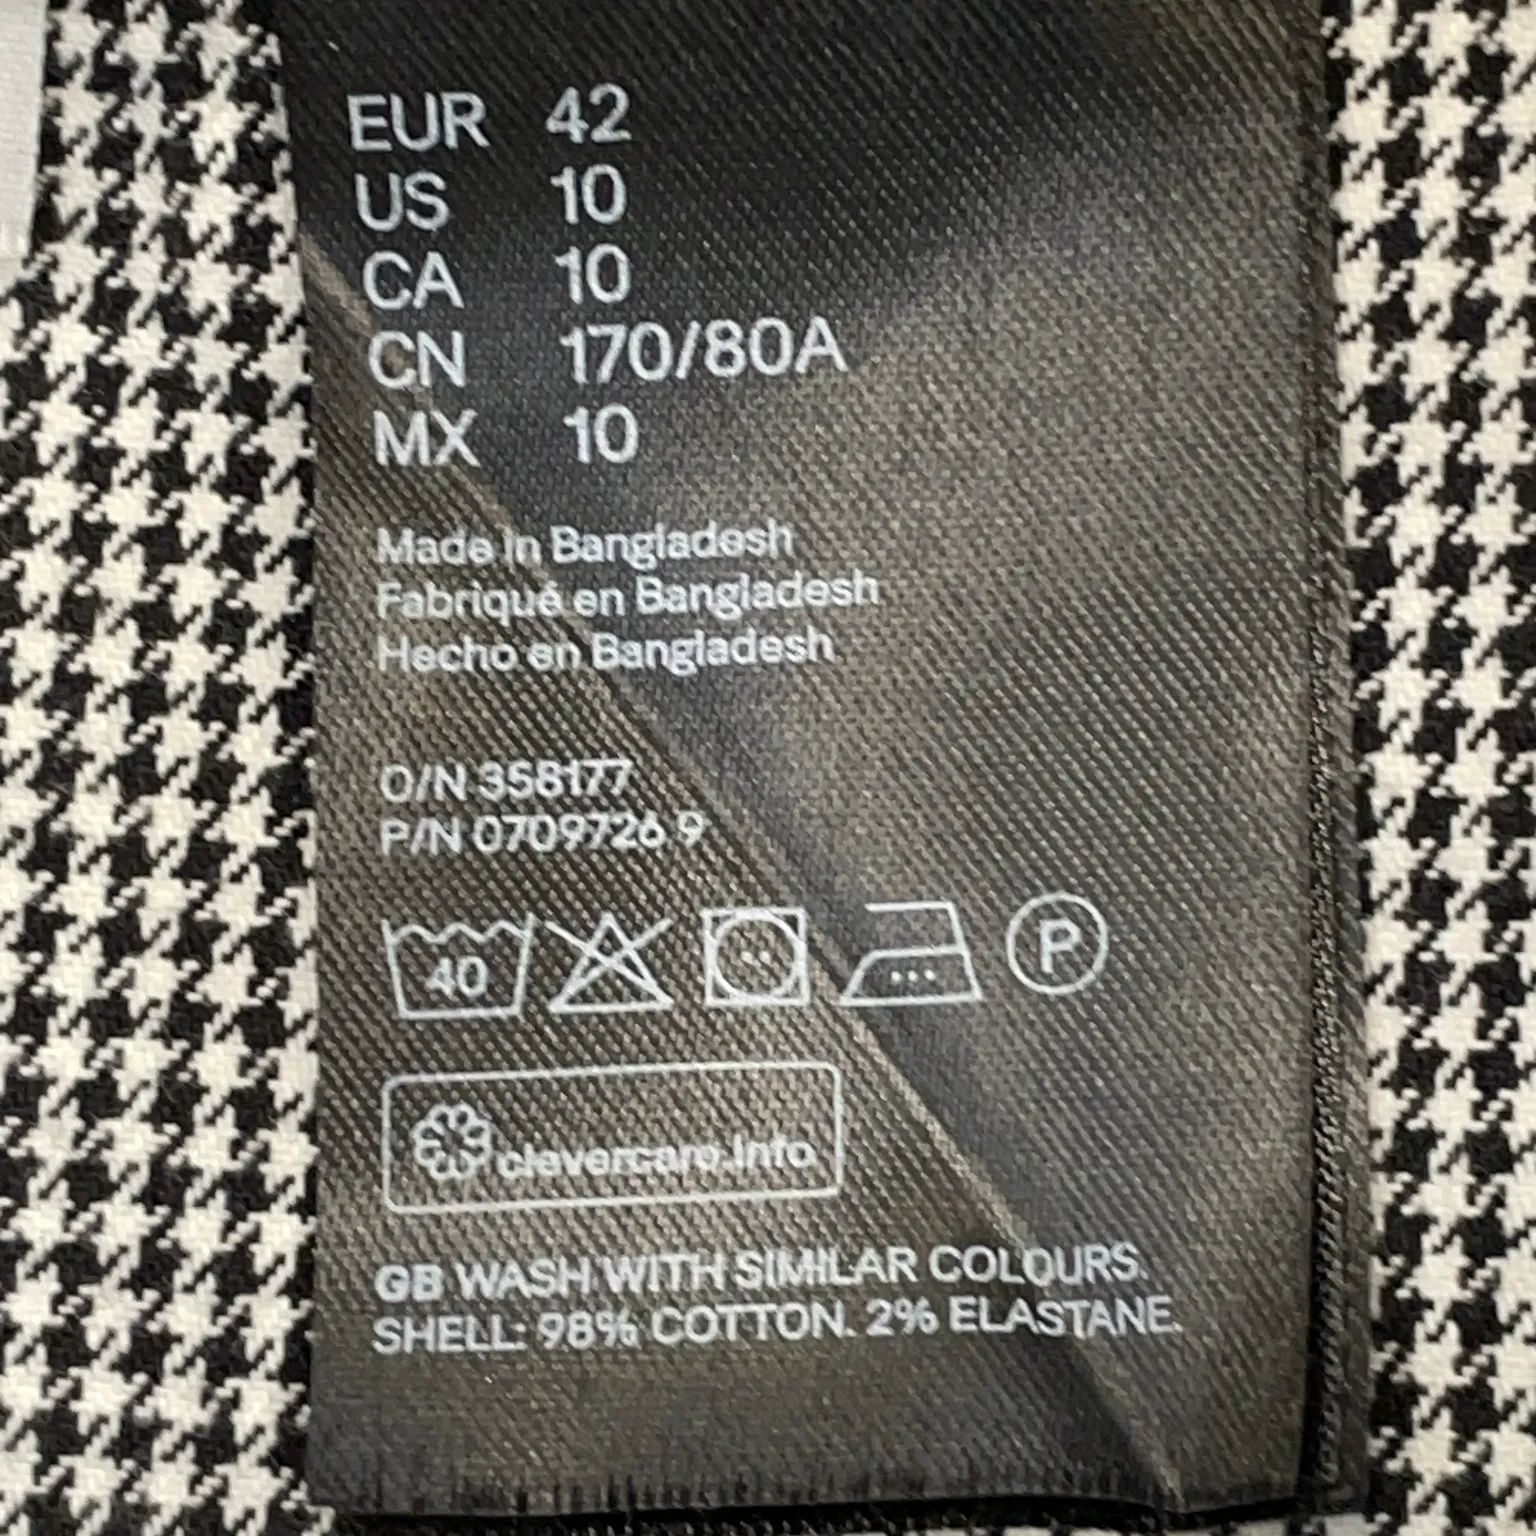 EUR 42
US 10
CA 10
CN 170/80A
MX 10
Made in Bangladesh
Fabriqué en Bangladesh
Hecho en Bangladesh
O/N 358177
P/N 0709726 9
40
P
clevercare.info
GB WASH WITH SIMILAR COLOURS.
SHELL: 98% COTTON. 2% ELASTANE.